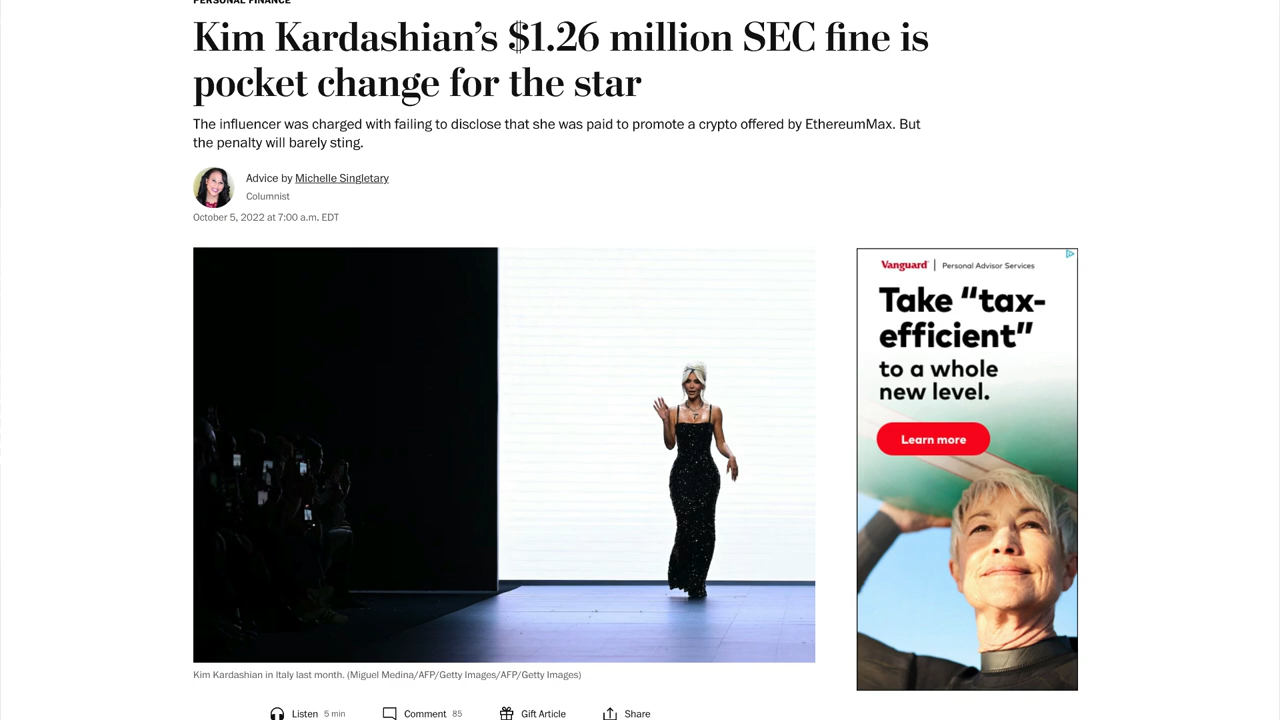 PERSONAL FINANCE
Kim Kardashian’s $1.26 million SEC fine is
pocket change for the star
The influencer was charged with failing to disclose that she was paid to promote a crypto offered by EthereumMax. But
the penalty will barely sting.
Advice by Michelle Singletary
Columnist
October 5, 2022 at 7:00 a.m. EDT
Vanguard | Personal Advisor Services
Take “tax-
efficient”
to a whole
new level.
Learn more
Kim Kardashian in Italy last month. (Miguel Medina/AFP/Getty Images/AFP/Getty Images)
Listen 5 min Comment 85 Gift Article Share